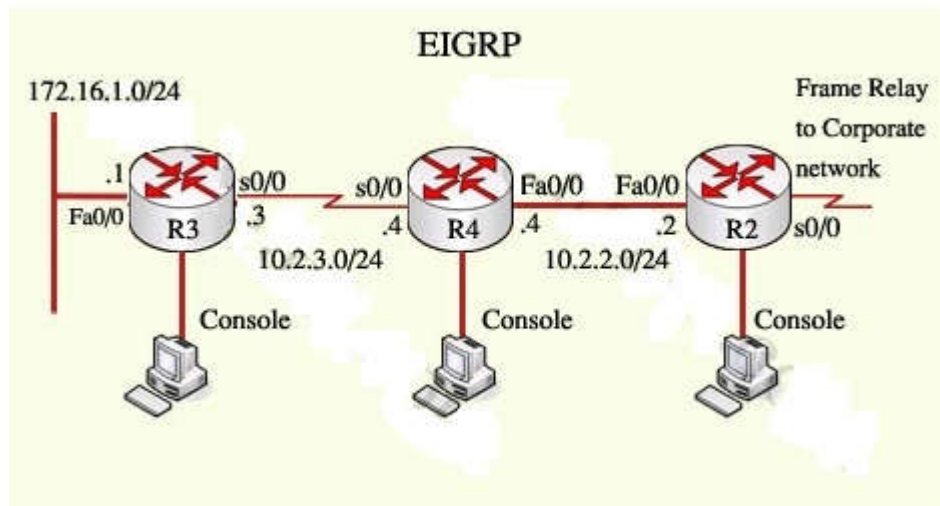 EIGRP
172.16.1.0/24
Frame Relay
to Corporate
network
.1
Fa0/0
R3
s0/0
.3
s0/0
.4
R4
Fa0/0
.4
Fa0/0
.2
R2
s0/0
10.2.3.0/24
10.2.2.0/24
Console
Console
Console